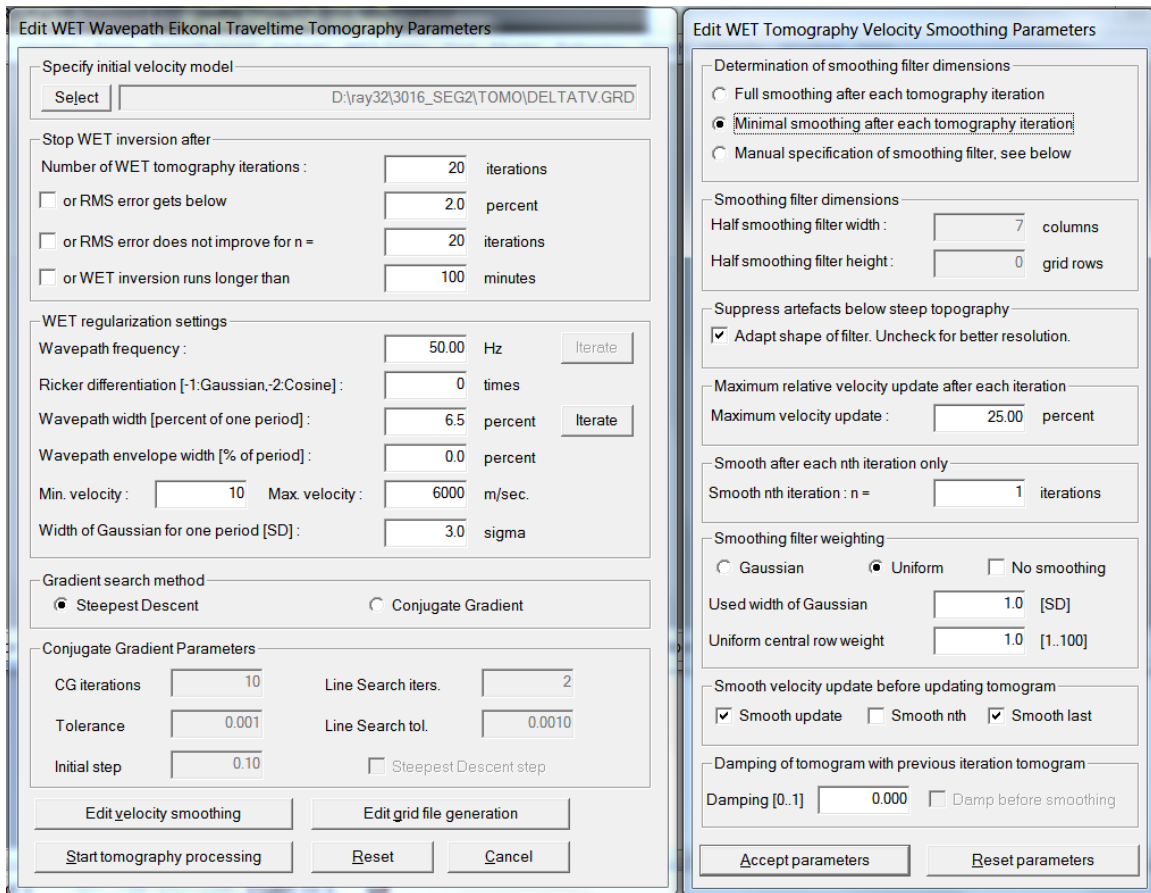 Edit WET Wavepath Eikonal Traveltime Tomography Parameters
Specify initial velocity model
Select D:\ray32\3016_SEG2\TOMO\DELTATV.GRD
Stop WET inversion after
Number of WET tomography iterations : 20 iterations
or RMS error gets below 2.0 percent
or RMS error does not improve for n = 20 iterations
or WET inversion runs longer than 100 minutes
WET regularization settings
Wavepath frequency : 50.00 Hz Iterate
Ricker differentiation [-1:Gaussian,-2:Cosine] : 0 times
Wavepath width [percent of one period] : 6.5 percent Iterate
Wavepath envelope width [% of period] : 0.0 percent
Min. velocity : 10 Max. velocity : 6000 m/sec.
Width of Gaussian for one period [SD] : 3.0 sigma
Gradient search method
Steepest Descent Conjugate Gradient
Conjugate Gradient Parameters
CG iterations 10 Line Search iters. 2
Tolerance 0.001 Line Search tol. 0.0010
Initial step 0.10 Steepest Descent step
Edit velocity smoothing Edit grid file generation
Start tomography processing Reset Cancel
Edit WET Tomography Velocity Smoothing Parameters
Determination of smoothing filter dimensions
Full smoothing after each tomography iteration
Minimal smoothing after each tomography iteration
Manual specification of smoothing filter, see below
Smoothing filter dimensions
Half smoothing filter width : 7 columns
Half smoothing filter height : 0 grid rows
Suppress artefacts below steep topography
Adapt shape of filter. Uncheck for better resolution.
Maximum relative velocity update after each iteration
Maximum velocity update : 25.00 percent
Smooth after each nth iteration only
Smooth nth iteration : n = 1 iterations
Smoothing filter weighting
Gaussian Uniform No smoothing
Used width of Gaussian 1.0 [SD]
Uniform central row weight 1.0 [1..100]
Smooth velocity update before updating tomogram
Smooth update Smooth nth Smooth last
Damping of tomogram with previous iteration tomogram
Damping [0..1] 0.000 Damp before smoothing
Accept parameters Reset parameters